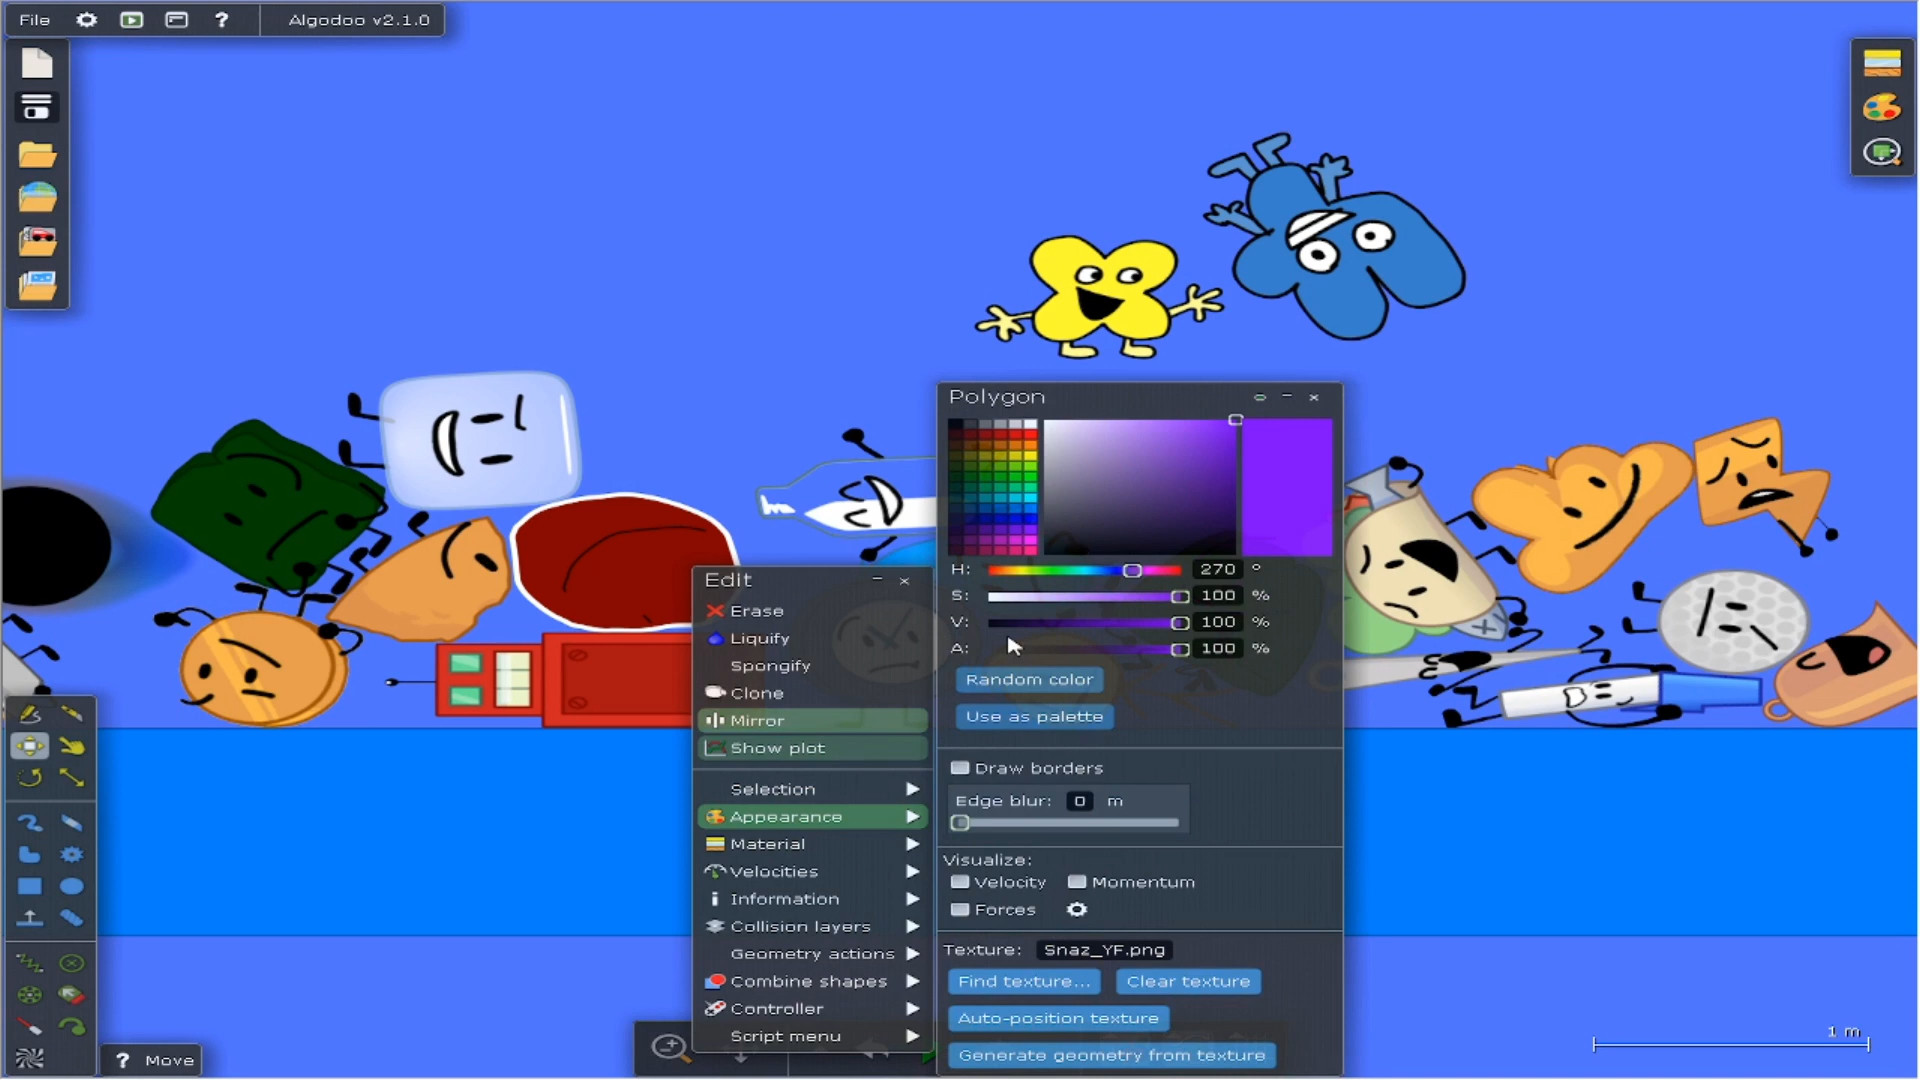 File
?
Algodoo v2.1.0
Polygon
H: 270 °
S: 100 %
V: 100 %
A: 100 %
Random color
Use as palette
Draw borders
Edge blur: 0 m
Visualize:
Velocity
Momentum
Forces
Texture: Snaz_YF.png
Find texture...
Clear texture
Auto-position texture
Generate geometry from texture
Edit
Erase
Liquify
Spongify
Clone
Mirror
Show plot
Selection
Appearance
Material
Velocities
Information
Collision layers
Geometry actions
Combine shapes
Controller
Script menu
? Move
1 m